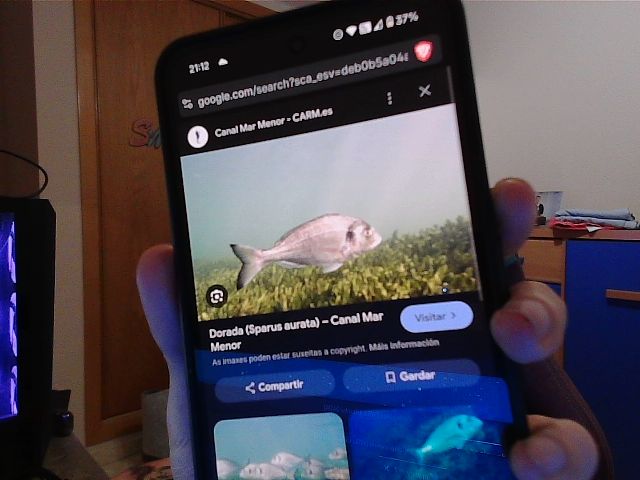 21:12
37%
google.com/search?sca_esv=deb0b5a04
Canal Mar Menor - CARM.es
Dorada (Sparus aurata) – Canal Mar
Menor
Visitar >
As imaxes poden estar suxeitas a copyright. Máis información
Compartir
Gardar